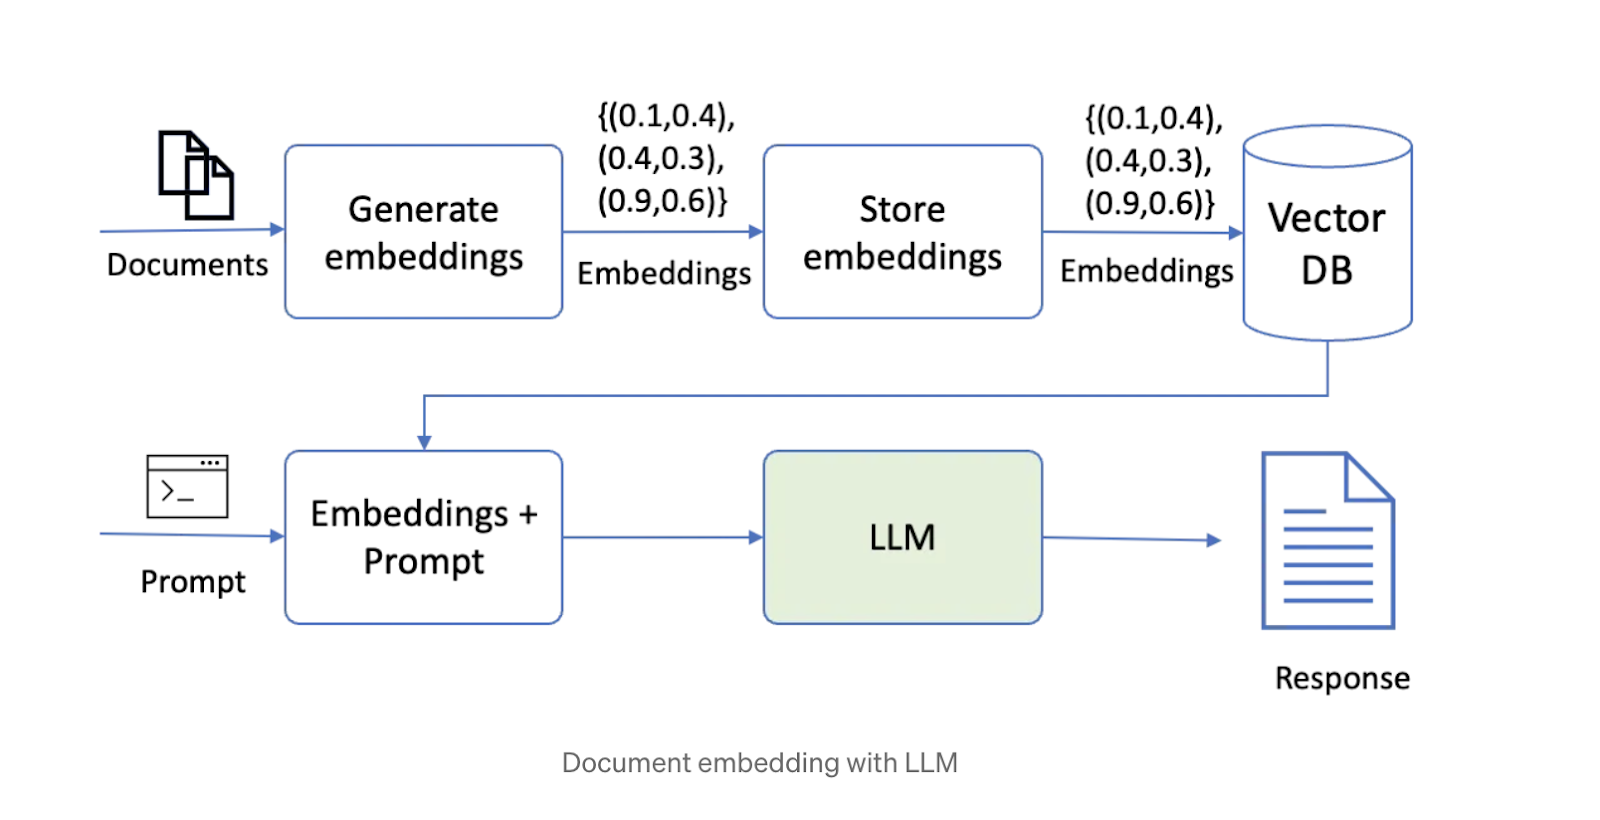 {(0.1,0.4),
(0.4,0.3),
(0.9,0.6)}
{(0.1,0.4),
(0.4,0.3),
(0.9,0.6)}
Documents
Generate
embeddings
Embeddings
Store
embeddings
Embeddings
Vector
DB
>_
Prompt
Embeddings +
Prompt
LLM
Response
Document embedding with LLM